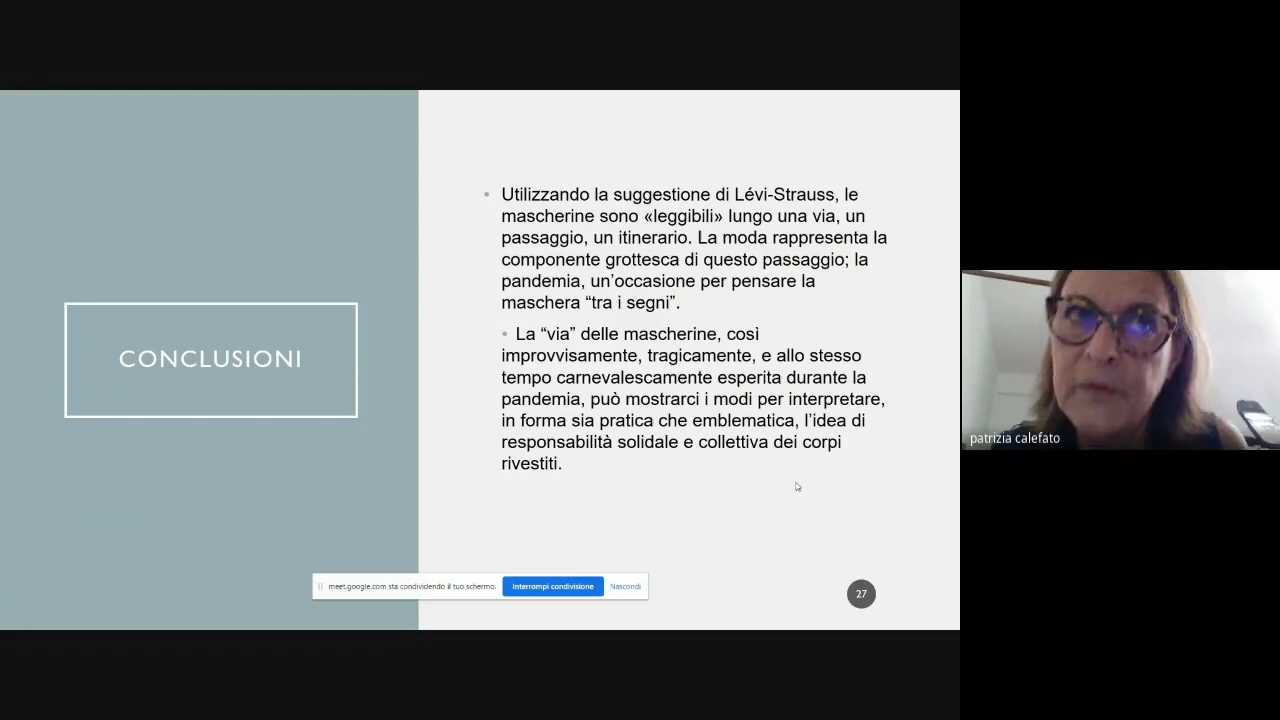 CONCLUSIONI
• Utilizzando la suggestione di Lévi-Strauss, le
mascherine sono «leggibili» lungo una via, un
passaggio, un itinerario. La moda rappresenta la
componente grottesca di questo passaggio; la
pandemia, un’occasione per pensare la
maschera “tra i segni”.
• La “via” delle mascherine, così
improvvisamente, tragicamente, e allo stesso
tempo carnevalescamente esperita durante la
pandemia, può mostrarci i modi per interpretare,
in forma sia pratica che emblematica, l’idea di
responsabilità solidale e collettiva dei corpi
rivestiti.
meet.google.com sta condividendo il tuo schermo. Interrompi condivisione Nascondi
27
patrizia calefato